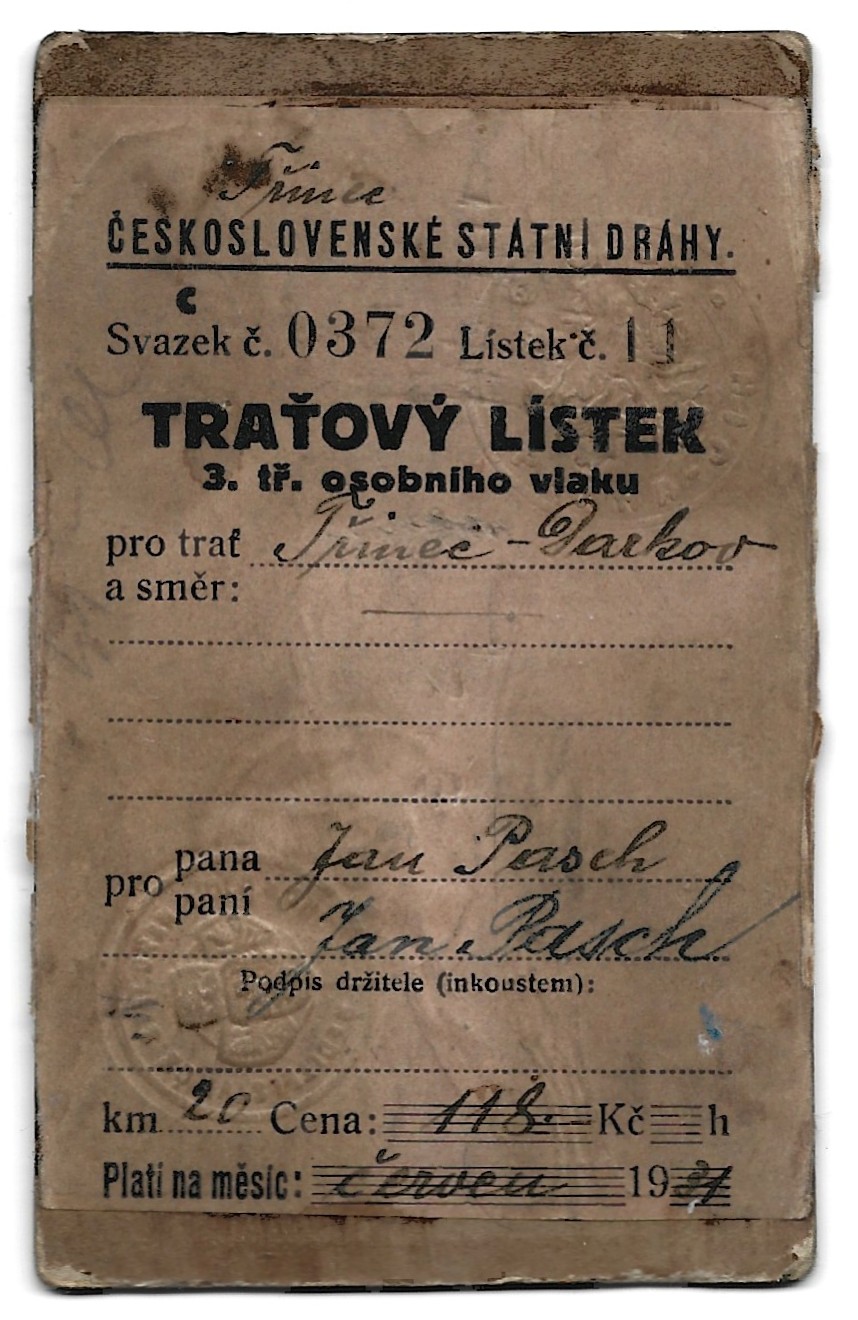 Třinec
ČESKOSLOVENSKÉ STÁTNÍ DRÁHY.
C
Svazek č. 0372 Lístek č. 11
TRAŤOVÝ LÍSTEK
3. tř. osobního vlaku
pro trať Třinec – Darkov
a směr:
pro pana Jan Pasch
paní
Jan Pasch
Podpis držitele (inkoustem):
km 20 Cena: 118.– Kč h
Platí na měsíc: červen 1931